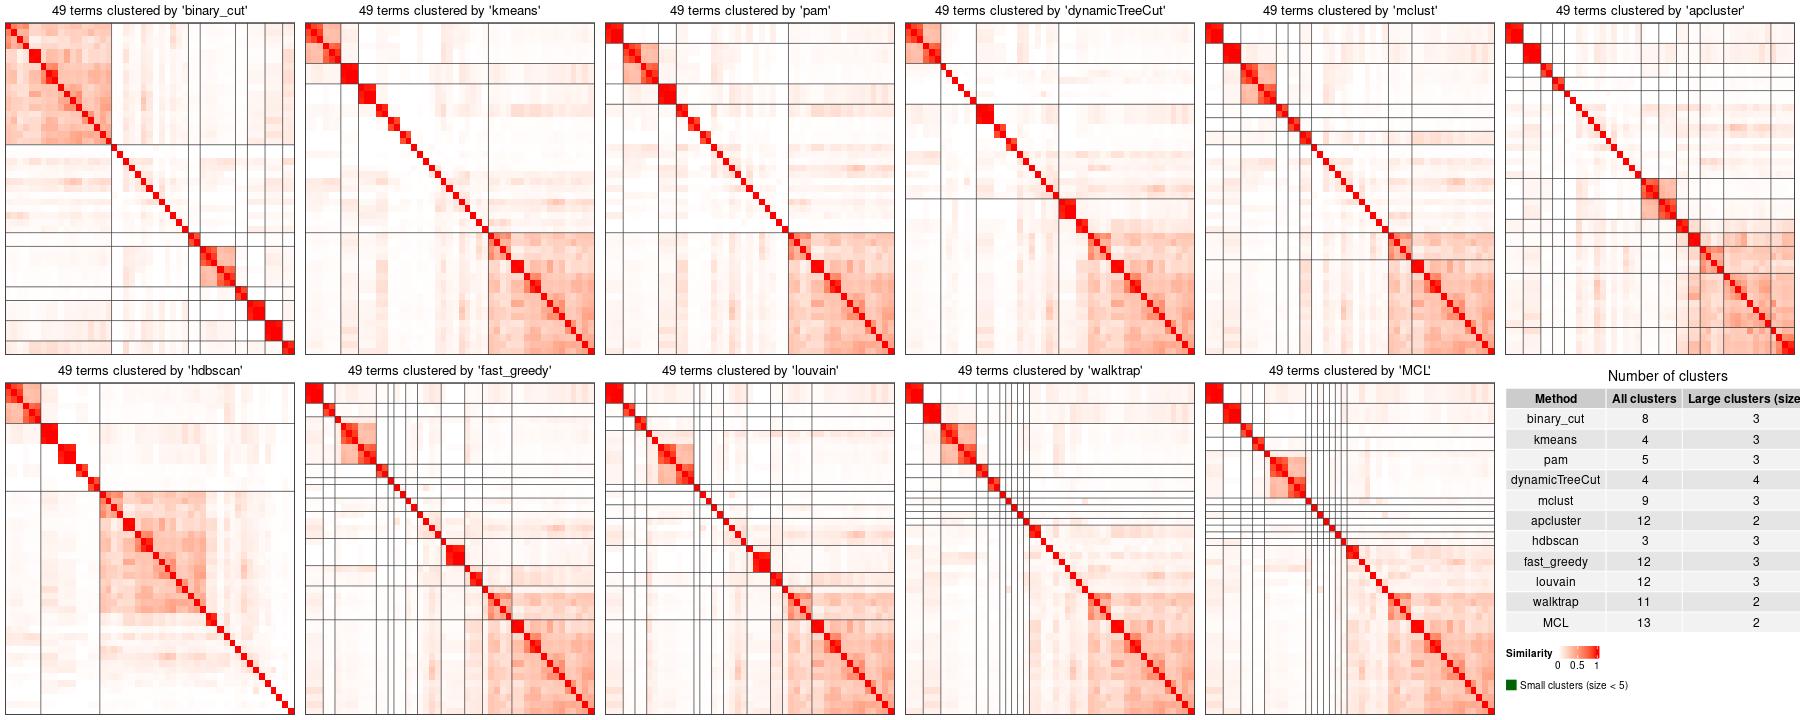 49 terms clustered by 'binary_cut'
49 terms clustered by 'kmeans'
49 terms clustered by 'pam'
49 terms clustered by 'dynamicTreeCut'
49 terms clustered by 'mclust'
49 terms clustered by 'apcluster'
49 terms clustered by 'hdbscan'
49 terms clustered by 'fast_greedy'
49 terms clustered by 'louvain'
49 terms clustered by 'walktrap'
49 terms clustered by 'MCL'
Number of clusters
Method All clusters Large clusters (size
binary_cut 8 3
kmeans 4 3
pam 5 3
dynamicTreeCut 4 4
mclust 9 3
apcluster 12 2
hdbscan 3 3
fast_greedy 12 3
louvain 12 3
walktrap 11 2
MCL 13 2
Similarity
0 0.5 1
Small clusters (size < 5)